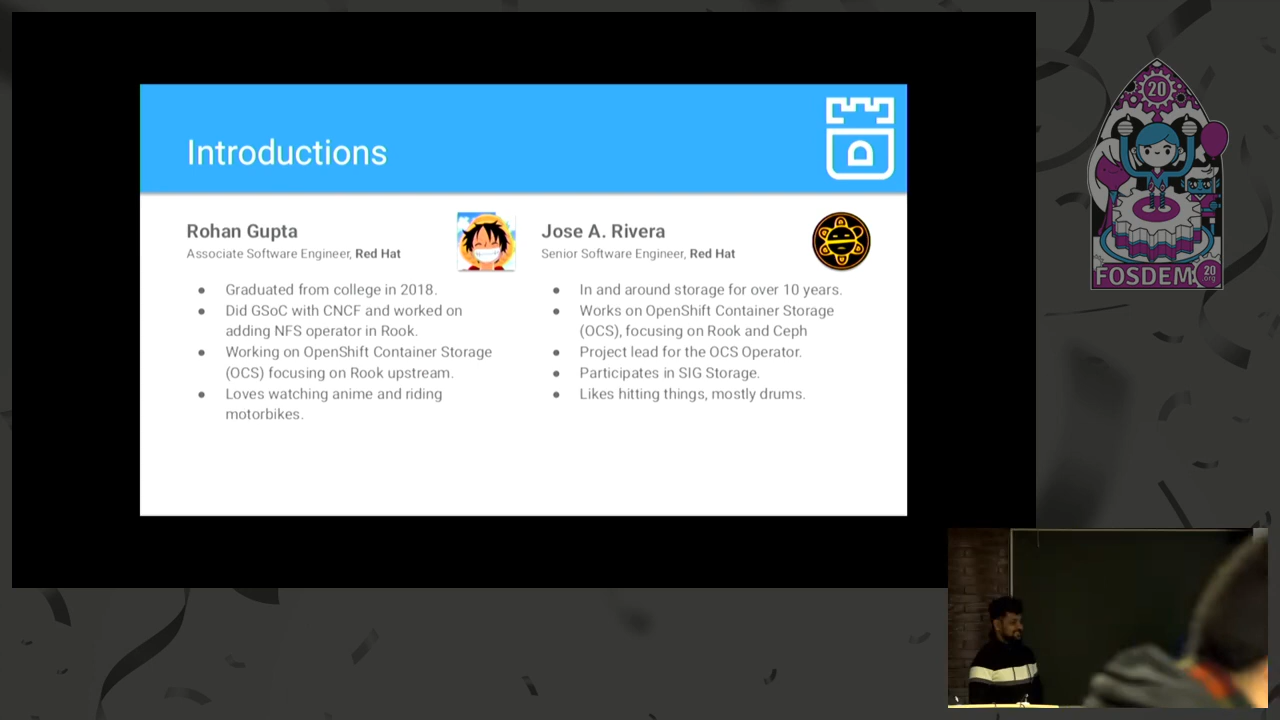 Introductions
Rohan Gupta
Associate Software Engineer, Red Hat
● Graduated from college in 2018.
● Did GSoC with CNCF and worked on
adding NFS operator in Rook.
● Working on OpenShift Container Storage
(OCS) focusing on Rook upstream.
● Loves watching anime and riding
motorbikes.
Jose A. Rivera
Senior Software Engineer, Red Hat
● In and around storage for over 10 years.
● Works on OpenShift Container Storage
(OCS), focusing on Rook and Ceph
● Project lead for the OCS Operator.
● Participates in SIG Storage.
● Likes hitting things, mostly drums.
20
FOSDEM
20
.org